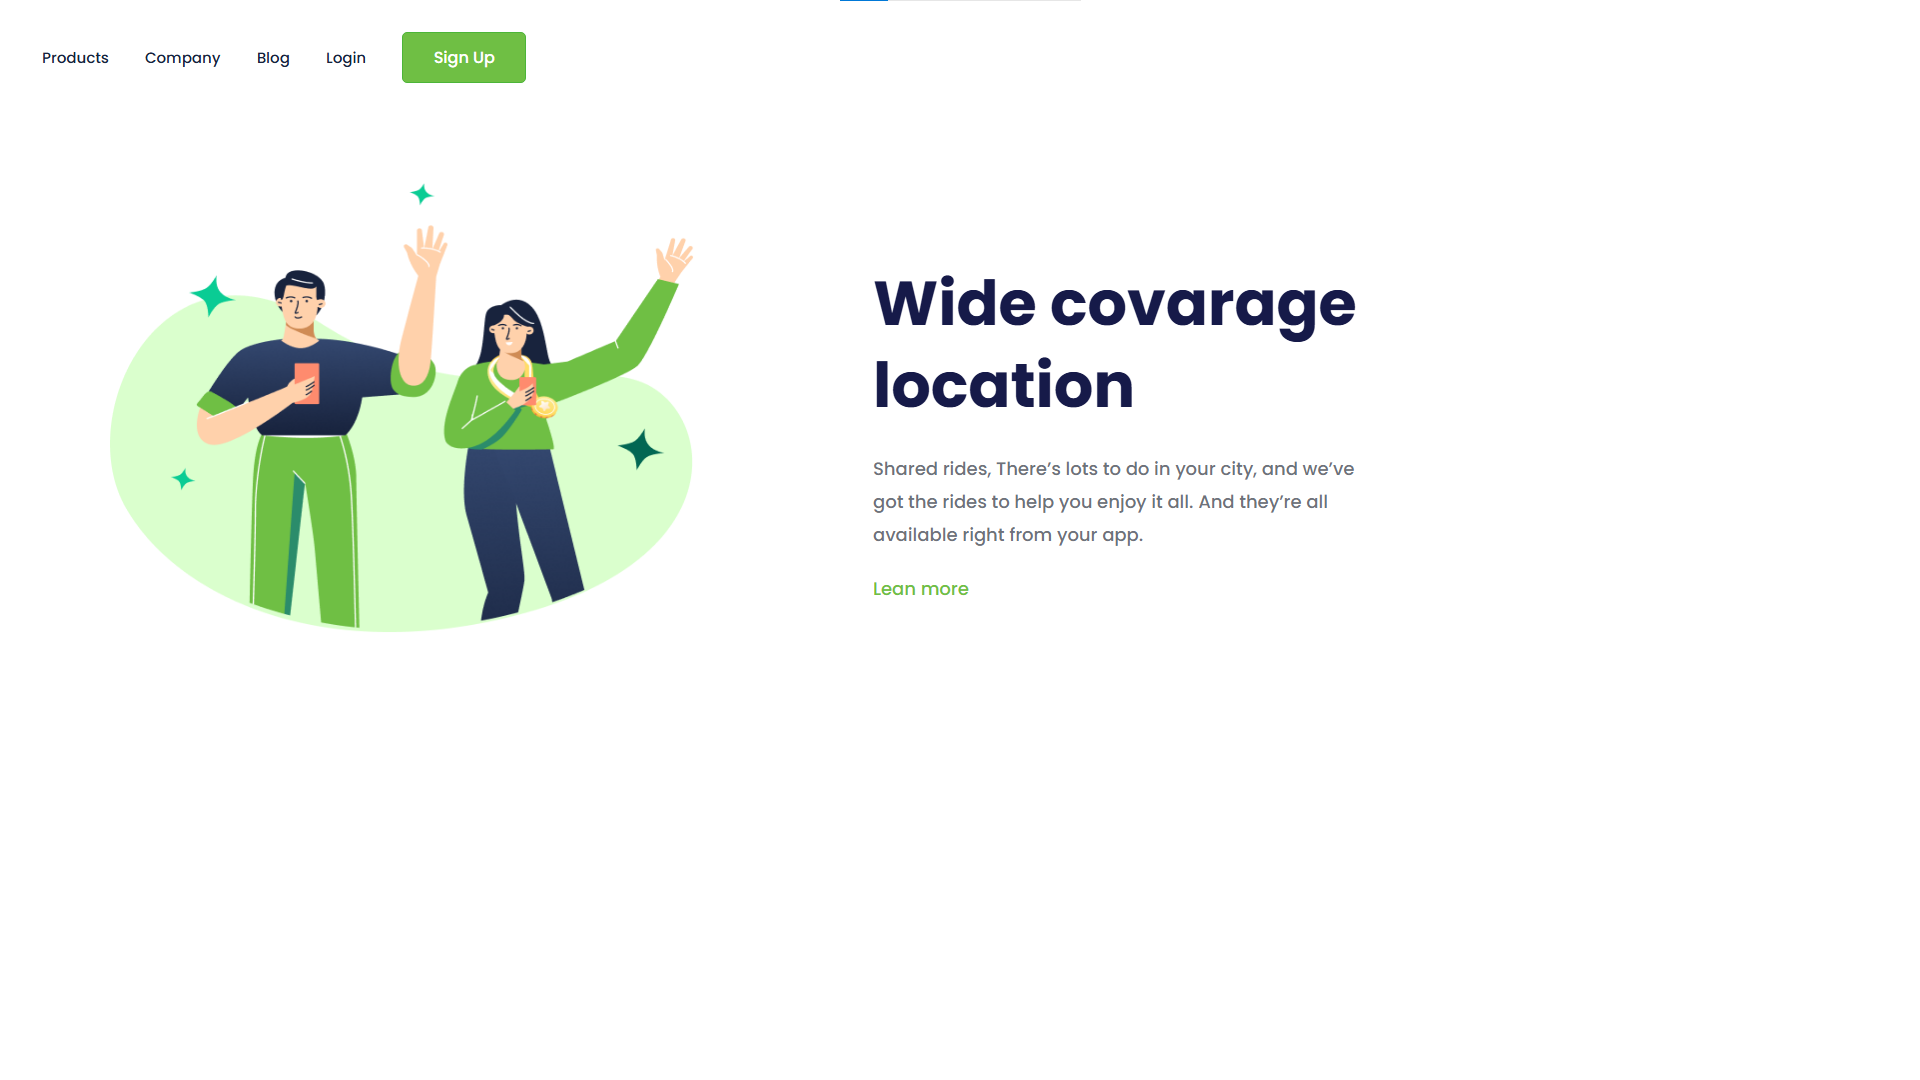 Products Company Blog Login Sign Up
Wide covarage
location
Shared rides, There’s lots to do in your city, and we’ve
got the rides to help you enjoy it all. And they’re all
available right from your app.
Lean more